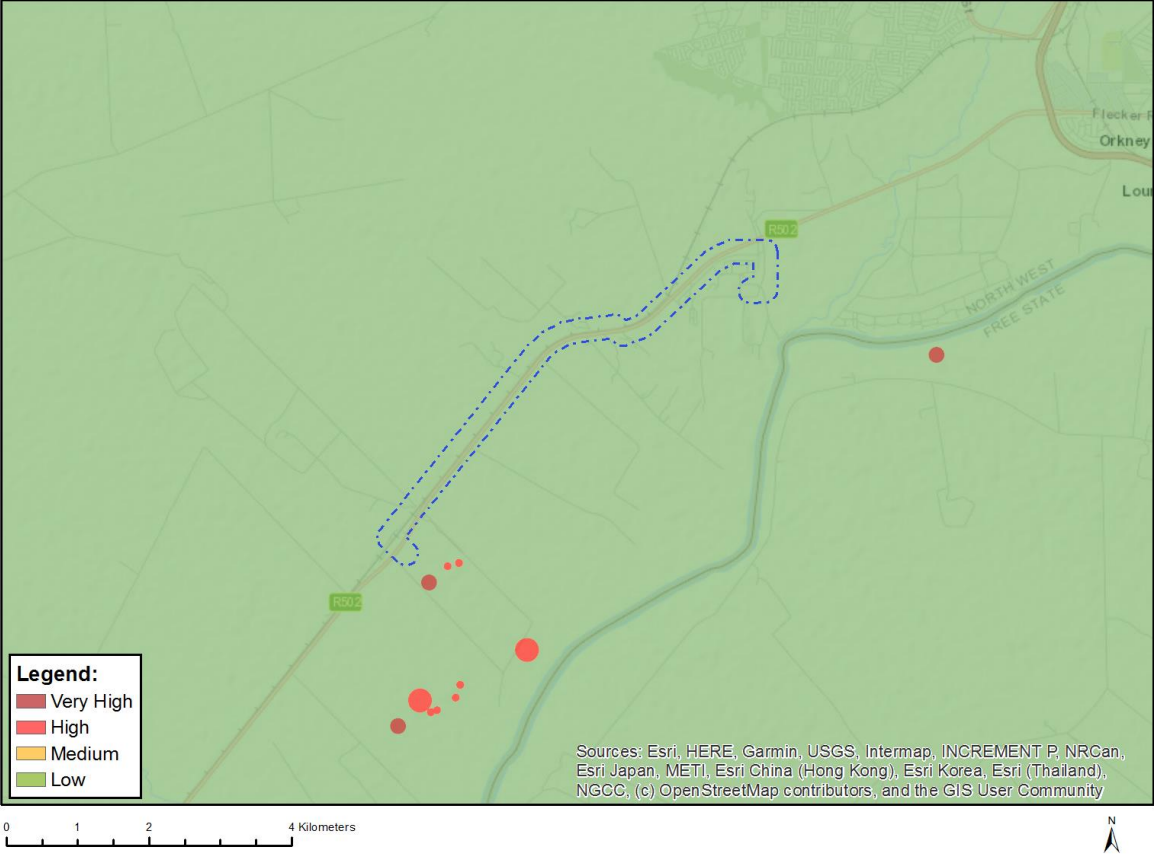 st
Flecker R
Orkney
Lour
R502
NORTH WEST
FREE STATE
R502
Legend:
Very High
High
Medium
Low
Sources: Esri, HERE, Garmin, USGS, Intermap, INCREMENT P, NRCan,
Esri Japan, METI, Esri China (Hong Kong), Esri Korea, Esri (Thailand),
NGCC, (c) OpenStreetMap contributors, and the GIS User Community
0 1 2 4 Kilometers
N